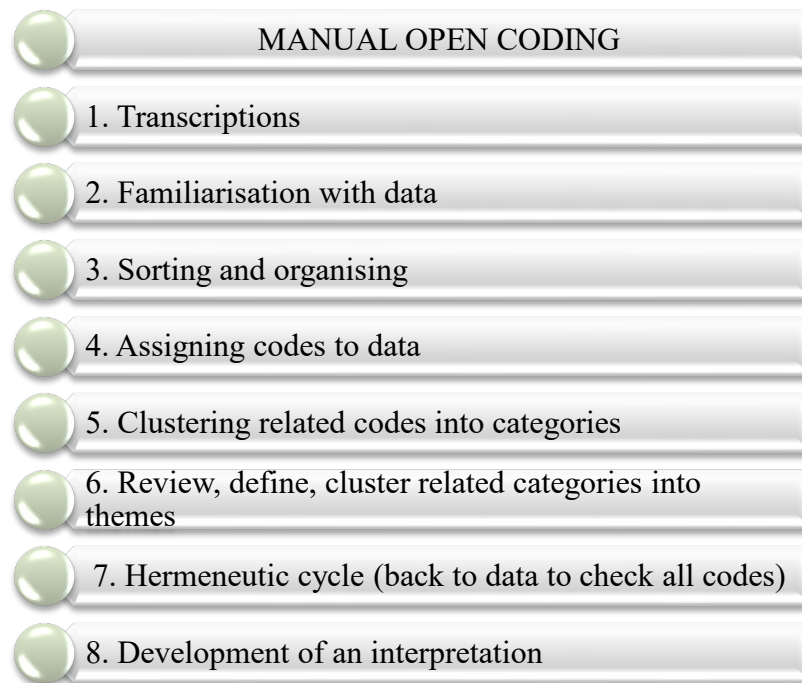 MANUAL OPEN CODING
1. Transcriptions
2. Familiarisation with data
3. Sorting and organising
4. Assigning codes to data
5. Clustering related codes into categories
6. Review, define, cluster related categories into
themes
7. Hermeneutic cycle (back to data to check all codes)
8. Development of an interpretation